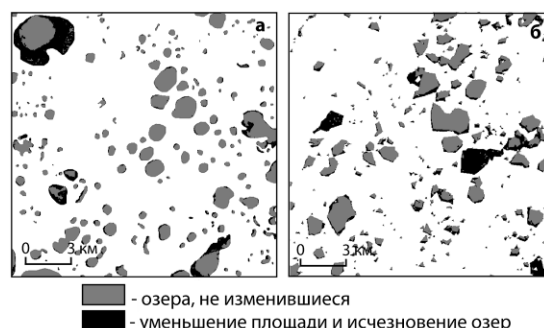 а
б
0 3 км
0 3 км
- озера, не изменившиеся
- уменьшение площади и исчезновение озер